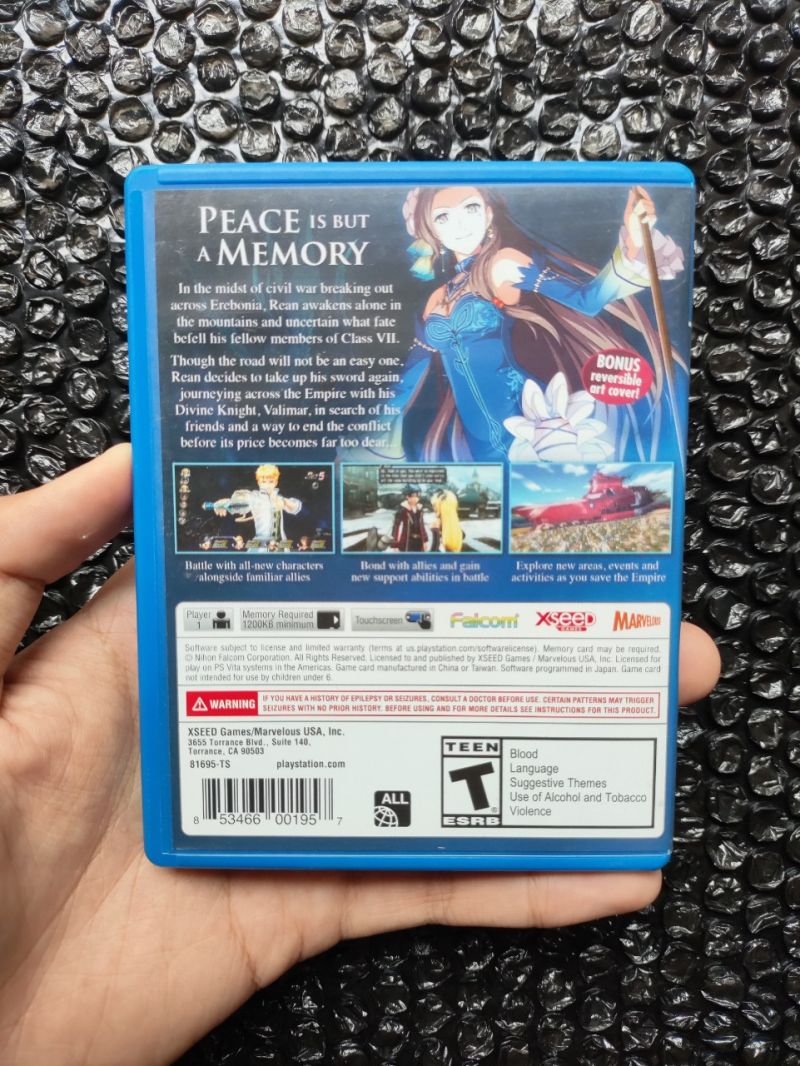 PEACE IS BUT
A MEMORY
In the midst of civil war breaking out
across Erebonia, Rean awakens alone in
the mountains and uncertain what fate
befell his fellow members of Class VII.
Though the road will not be an easy one,
Rean decides to take up his sword again,
journeying across the Empire with his
Divine Knight, Valimar, in search of his
friends and a way to end the conflict
before its price becomes far too dear...
BONUS
reversible
art cover!
Battle with all-new characters
alongside familiar allies
Bond with allies and gain
new support abilities in battle
Explore new areas, events and
activities as you save the Empire
Player
1
Memory Required
1200KB minimum
Touchscreen
Falcom
XSEED
GAMES
MARVELOUS
Software subject to license and limited warranty (terms at us.playstation.com/softwarelicense). Memory card may be required.
© Nihon Falcom Corporation. All Rights Reserved. Licensed to and published by XSEED Games / Marvelous USA, Inc. Licensed for
play on PS Vita systems in the Americas. Game card manufactured in China or Taiwan. Software programmed in Japan. Game card
not intended for use by children under 6.
WARNING
IF YOU HAVE A HISTORY OF EPILEPSY OR SEIZURES, CONSULT A DOCTOR BEFORE USE. CERTAIN PATTERNS MAY TRIGGER
SEIZURES WITH NO PRIOR HISTORY. BEFORE USING AND FOR MORE DETAILS SEE INSTRUCTIONS FOR THIS PRODUCT.
XSEED Games/Marvelous USA, Inc.
3655 Torrance Blvd., Suite 140,
Torrance, CA 90503
81695-TS playstation.com
8 53466 00195 7
ALL
TEEN
T
ESRB
Blood
Language
Suggestive Themes
Use of Alcohol and Tobacco
Violence